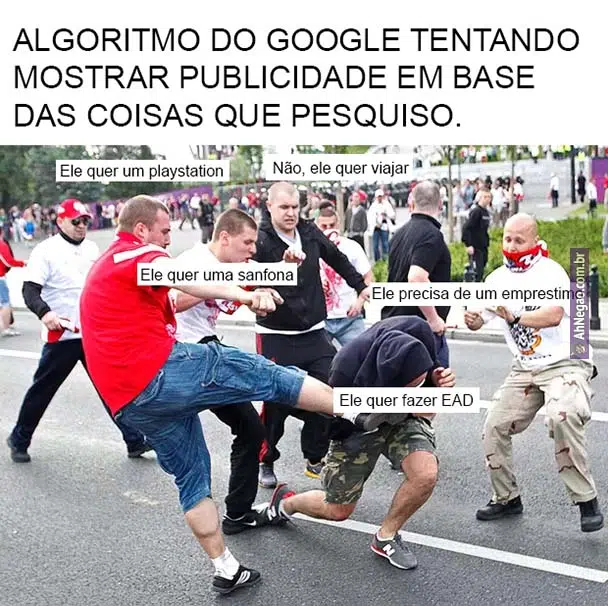 ALGORITMO DO GOOGLE TENTANDO
MOSTRAR PUBLICIDADE EM BASE
DAS COISAS QUE PESQUISO.
Ele quer um playstation
Não, ele quer viajar
Ele quer uma sanfona
Ele precisa de um emprestimo
AhNegao.com.br
Ele quer fazer EAD